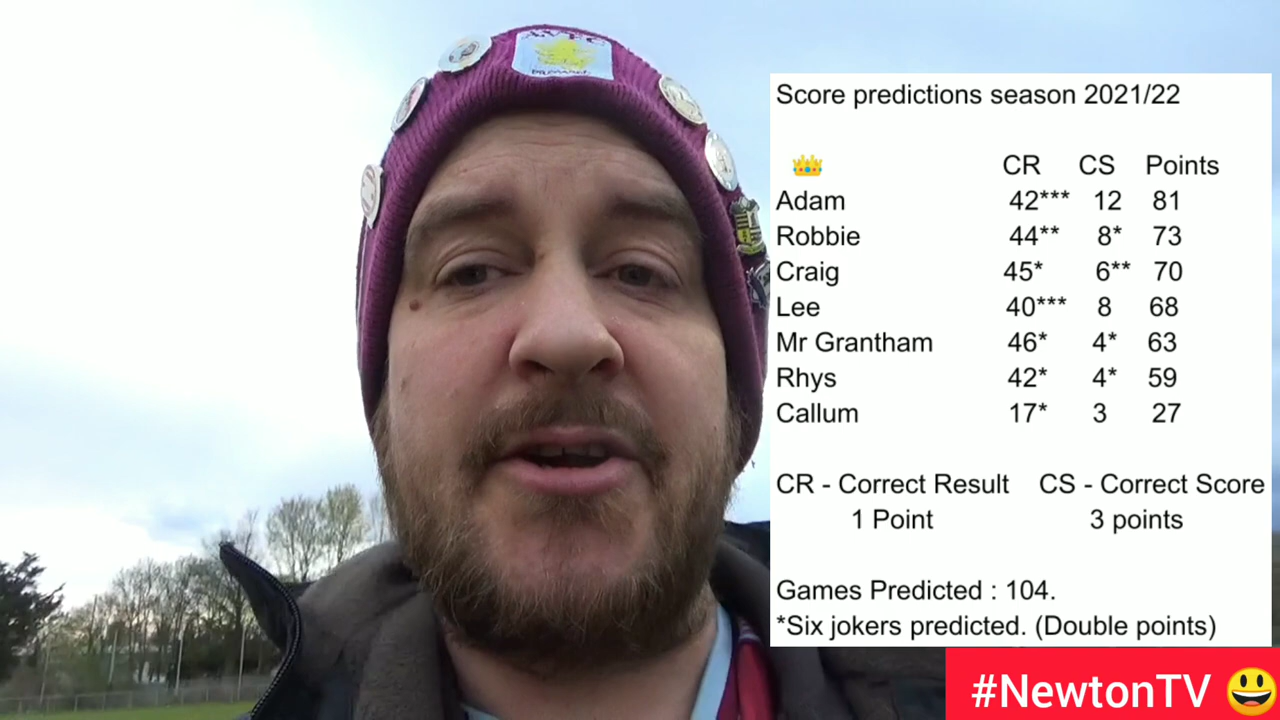 AVFC
PREPARED
Score predictions season 2021/22
👑 CR CS Points
Adam 42*** 12 81
Robbie 44** 8* 73
Craig 45* 6** 70
Lee 40*** 8 68
Mr Grantham 46* 4* 63
Rhys 42* 4* 59
Callum 17* 3 27
CR - Correct Result CS - Correct Score
1 Point 3 points
Games Predicted : 104.
*Six jokers predicted. (Double points)
#NewtonTV 😃